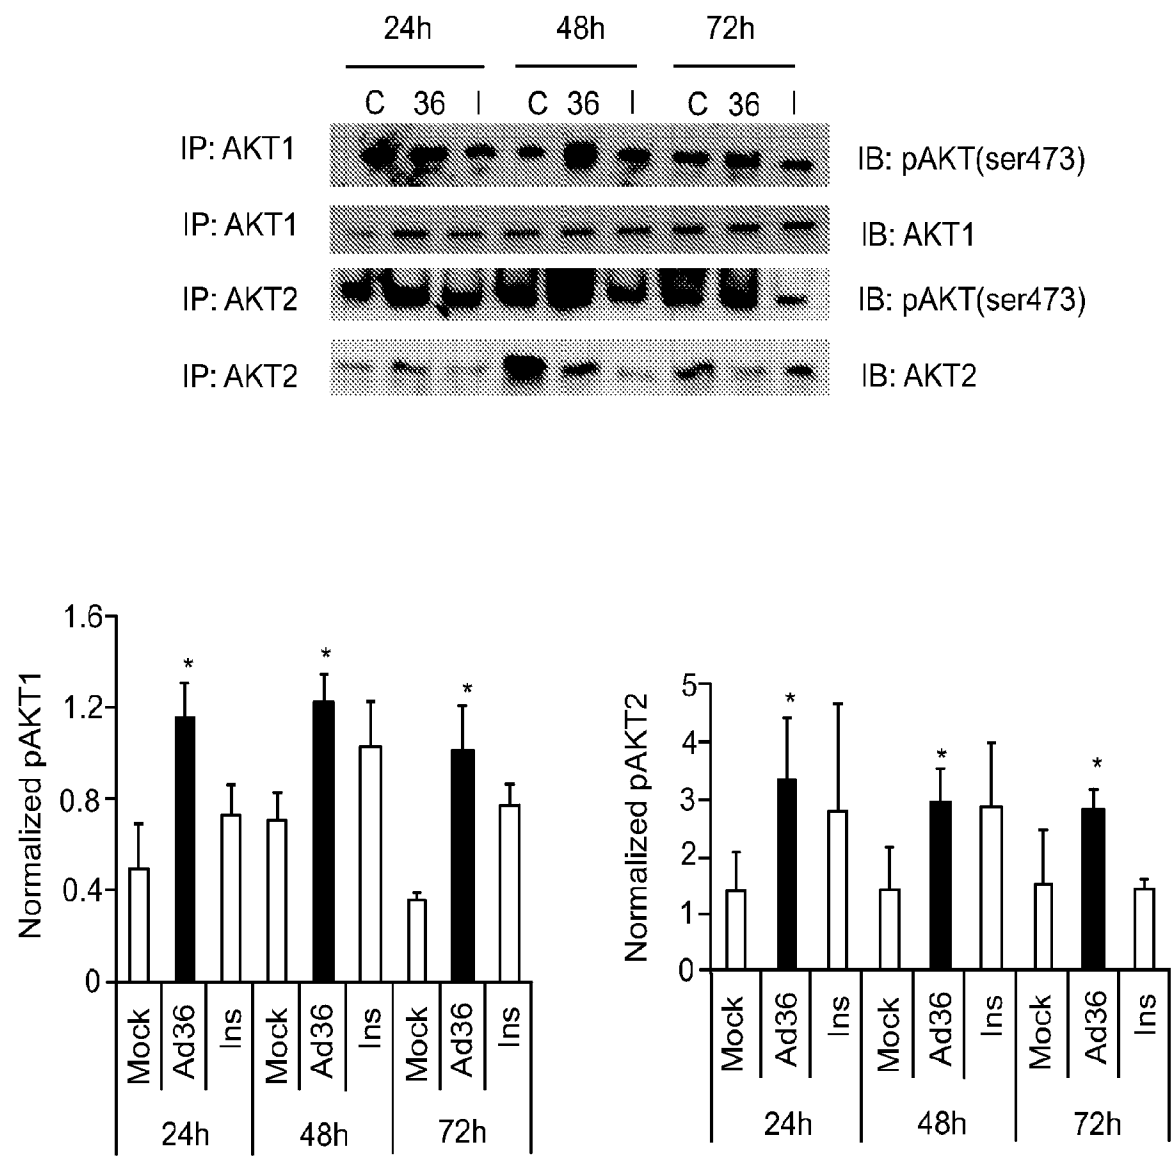 24h 48h 72h
C 36 I C 36 I C 36 I
IP: AKT1 IB: pAKT(ser473)
IP: AKT1 IB: AKT1
IP: AKT2 IB: pAKT(ser473)
IP: AKT2 IB: AKT2
Normalized pAKT1
1.6
1.2
0.8
0.4
0
* * *
Mock Ad36 Ins Mock Ad36 Ins Mock Ad36 Ins
24h 48h 72h
Normalized pAKT2
5
4
3
2
1
0
* * *
Mock Ad36 Ins Mock Ad36 Ins Mock Ad36 Ins
24h 48h 72h